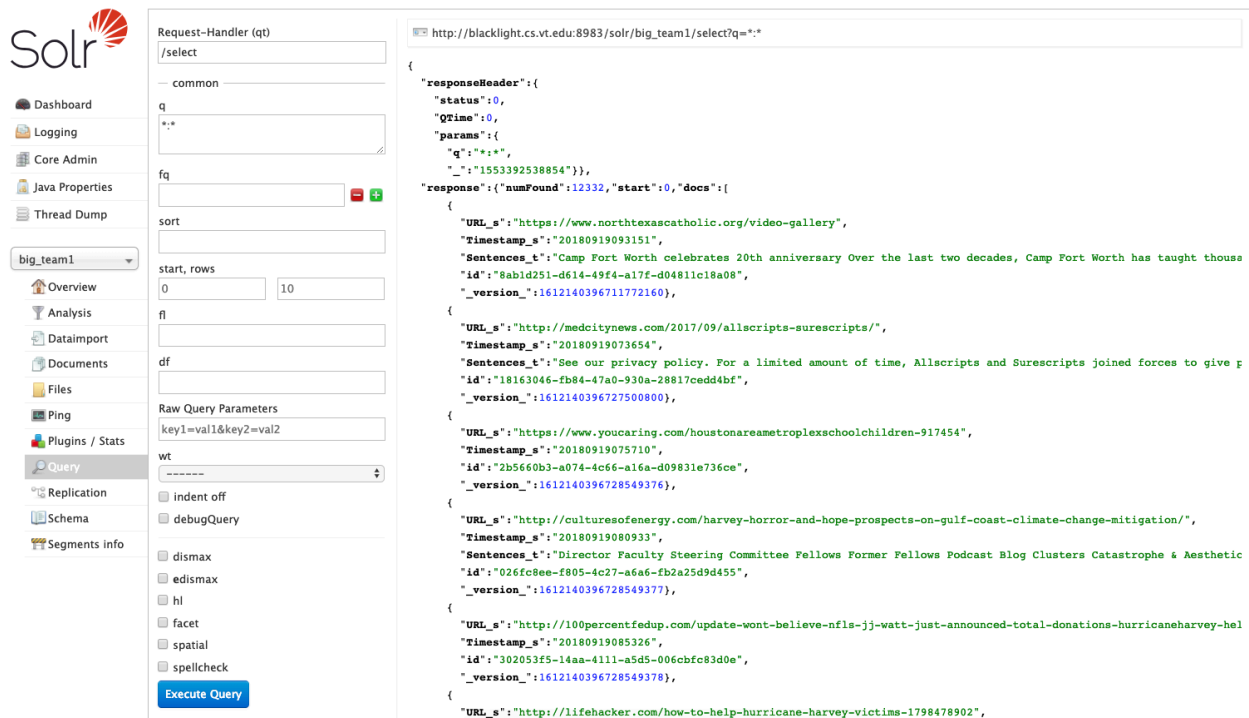 Solr
Dashboard
Logging
Core Admin
Java Properties
Thread Dump
big_team1
Overview
Analysis
Dataimport
Documents
Files
Ping
Plugins / Stats
Query
Replication
Schema
Segments info
Request-Handler (qt)
/select
common
q
*:*
fq
sort
start, rows
0 10
fl
df
Raw Query Parameters
key1=val1&key2=val2
wt
------
indent off
debugQuery
dismax
edismax
hl
facet
spatial
spellcheck
Execute Query
http://blacklight.cs.vt.edu:8983/solr/big_team1/select?q=*:*
{
"responseHeader":{
"status":0,
"QTime":0,
"params":{
"q":"*:*",
"_":"1553392538854"}},
"response":{"numFound":12332,"start":0,"docs":[
{
"URL_s":"https://www.northtexascatholic.org/video-gallery",
"Timestamp_s":"20180919093151",
"Sentences_t":"Camp Fort Worth celebrates 20th anniversary Over the last two decades, Camp Fort Worth has taught thousa
"id":"8ab1d251-d614-49f4-a17f-d04811c18a08",
"_version_":1612140396711772160},
{
"URL_s":"http://medcitynews.com/2017/09/allscripts-surescripts/",
"Timestamp_s":"20180919073654",
"Sentences_t":"See our privacy policy. For a limited amount of time, Allscripts and Surescripts joined forces to give p
"id":"18163046-fb84-47a0-930a-28817cedd4bf",
"_version_":1612140396727500800},
{
"URL_s":"https://www.youcaring.com/houstonareametroplexschoolchildren-917454",
"Timestamp_s":"20180919075710",
"id":"2b5660b3-a074-4c66-a16a-d09831e736ce",
"_version_":1612140396728549376},
{
"URL_s":"http://culturesofenergy.com/harvey-horror-and-hope-prospects-on-gulf-coast-climate-change-mitigation/",
"Timestamp_s":"20180919080933",
"Sentences_t":"Director Faculty Steering Committee Fellows Former Fellows Podcast Blog Clusters Catastrophe & Aesthetic
"id":"026fc8ee-f805-4c27-a6a6-fb2a25d9d455",
"_version_":1612140396728549377},
{
"URL_s":"http://100percentfedup.com/update-wont-believe-nfls-jj-watt-just-announced-total-donations-hurricaneharvey-hel
"Timestamp_s":"20180919085326",
"id":"302053f5-14aa-4111-a5d5-006cbfc83d0e",
"_version_":1612140396728549378},
{
"URL_s":"http://lifehacker.com/how-to-help-hurricane-harvey-victims-1798478902",